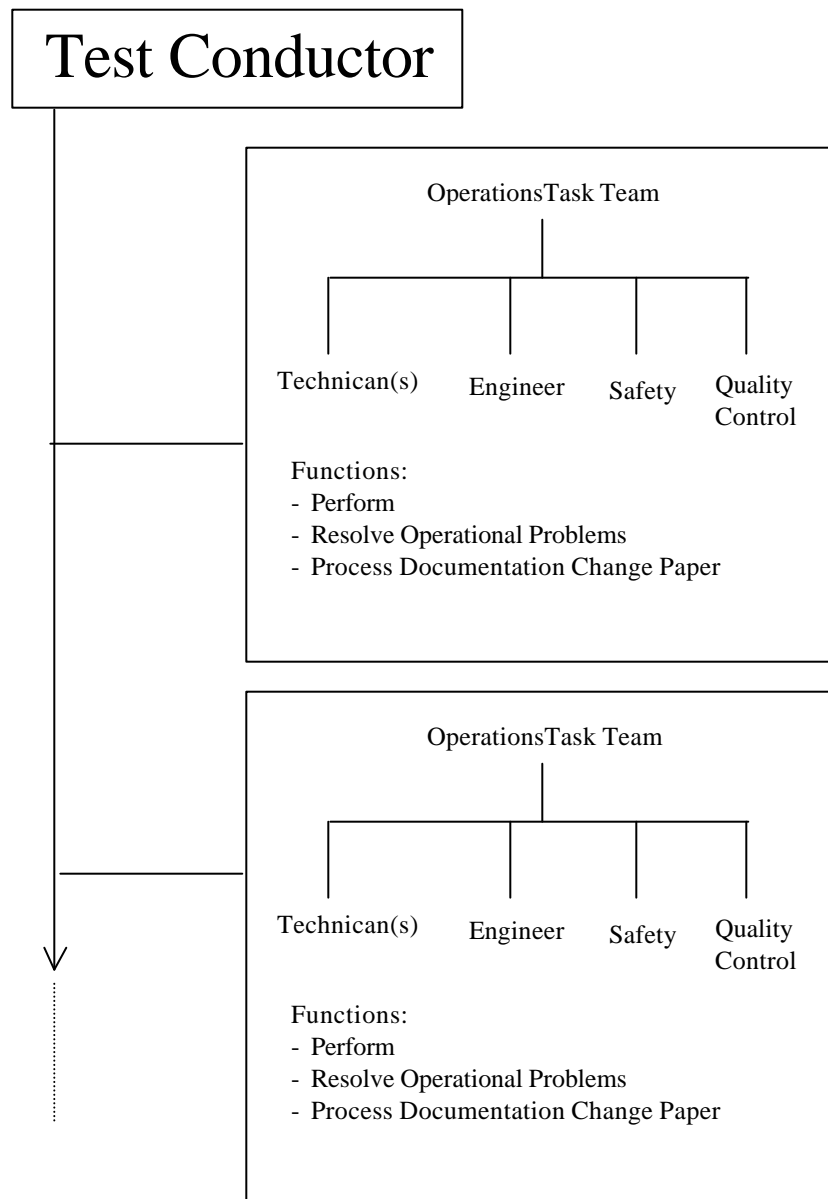 Test Conductor
OperationsTask Team
Technican(s) Engineer Safety Quality
Control
Functions:
- Perform
- Resolve Operational Problems
- Process Documentation Change Paper
OperationsTask Team
Technican(s) Engineer Safety Quality
Control
Functions:
- Perform
- Resolve Operational Problems
- Process Documentation Change Paper